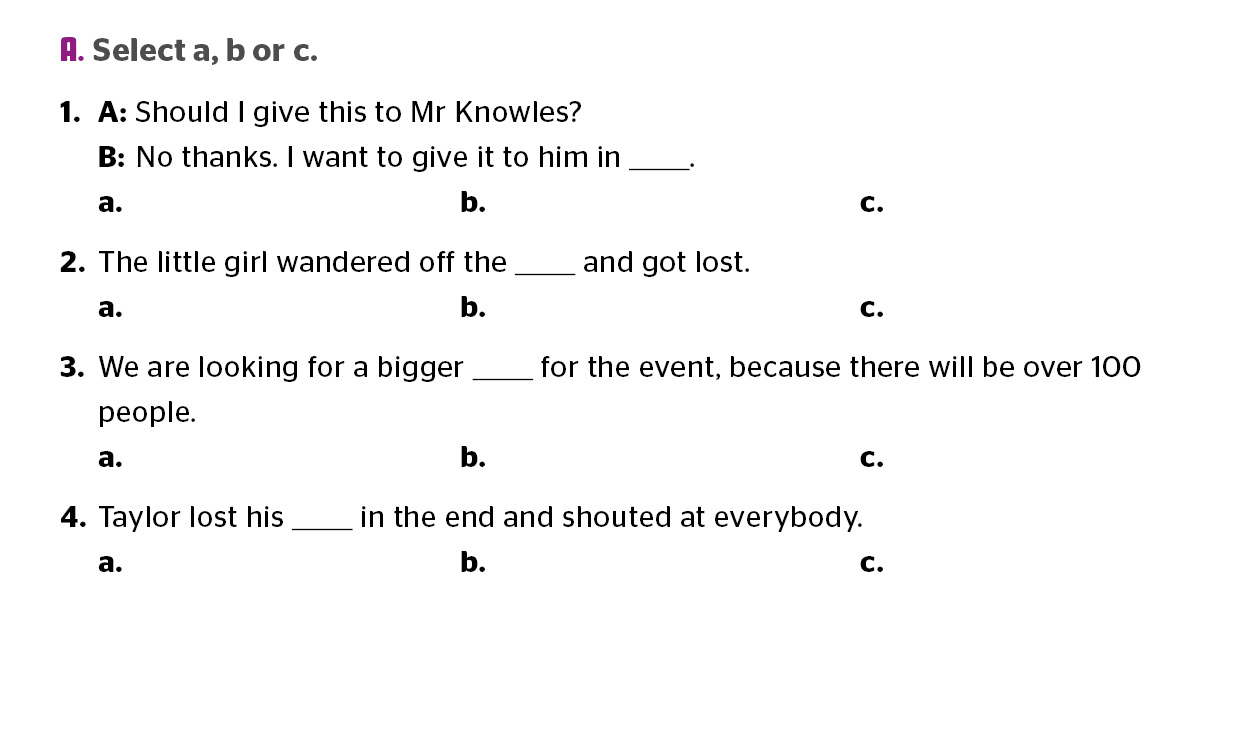 A. Select a, b or c.
1. A: Should I give this to Mr Knowles?
B: No thanks. I want to give it to him in ____.
a. b. c.
2. The little girl wandered off the ____ and got lost.
a. b. c.
3. We are looking for a bigger ____ for the event, because there will be over 100
people.
a. b. c.
4. Taylor lost his ____ in the end and shouted at everybody.
a. b. c.